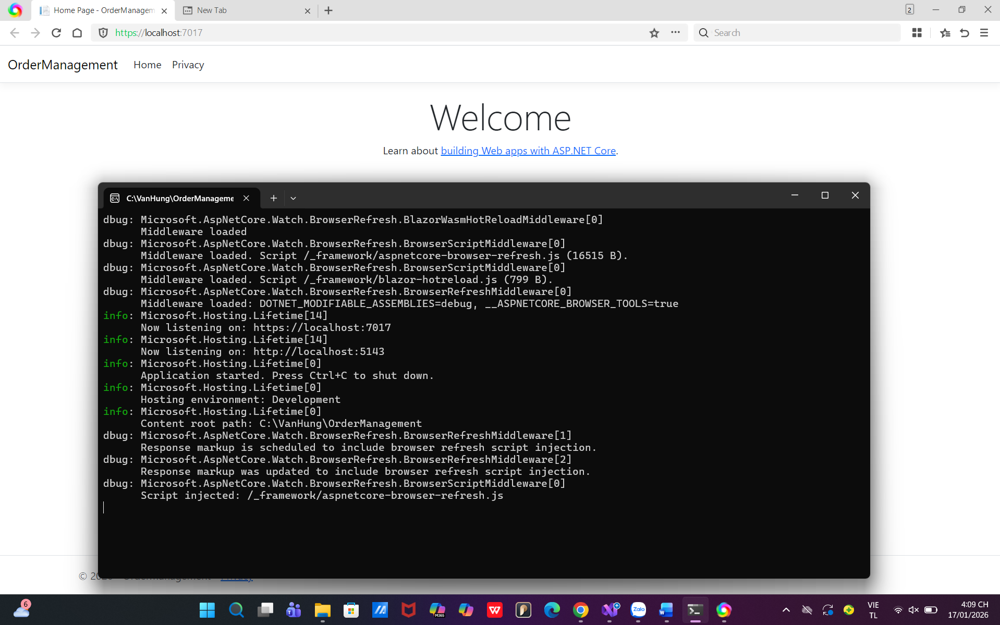 Home Page - OrderManagem
New Tab
2
https://localhost:7017
Search
OrderManagement
Home
Privacy
Welcome
Learn about building Web apps with ASP.NET Core.
C:\VanHung\OrderManageme
dbug: Microsoft.AspNetCore.Watch.BrowserRefresh.BlazorWasmHotReloadMiddleware[0]
Middleware loaded
dbug: Microsoft.AspNetCore.Watch.BrowserRefresh.BrowserScriptMiddleware[0]
Middleware loaded. Script /_framework/aspnetcore-browser-refresh.js (16515 B).
dbug: Microsoft.AspNetCore.Watch.BrowserRefresh.BrowserScriptMiddleware[0]
Middleware loaded. Script /_framework/blazor-hotreload.js (799 B).
dbug: Microsoft.AspNetCore.Watch.BrowserRefresh.BrowserRefreshMiddleware[0]
Middleware loaded: DOTNET_MODIFIABLE_ASSEMBLIES=debug, __ASPNETCORE_BROWSER_TOOLS=true
info: Microsoft.Hosting.Lifetime[14]
Now listening on: https://localhost:7017
info: Microsoft.Hosting.Lifetime[14]
Now listening on: http://localhost:5143
info: Microsoft.Hosting.Lifetime[0]
Application started. Press Ctrl+C to shut down.
info: Microsoft.Hosting.Lifetime[0]
Hosting environment: Development
info: Microsoft.Hosting.Lifetime[0]
Content root path: C:\VanHung\OrderManagement
dbug: Microsoft.AspNetCore.Watch.BrowserRefresh.BrowserRefreshMiddleware[1]
Response markup is scheduled to include browser refresh script injection.
dbug: Microsoft.AspNetCore.Watch.BrowserRefresh.BrowserRefreshMiddleware[2]
Response markup was updated to include browser refresh script injection.
dbug: Microsoft.AspNetCore.Watch.BrowserRefresh.BrowserScriptMiddleware[0]
Script injected: /_framework/aspnetcore-browser-refresh.js
© 2026 - OrderManagement - Privacy
6
M365
Zalo
VIE
TL
4:09 CH
17/01/2026